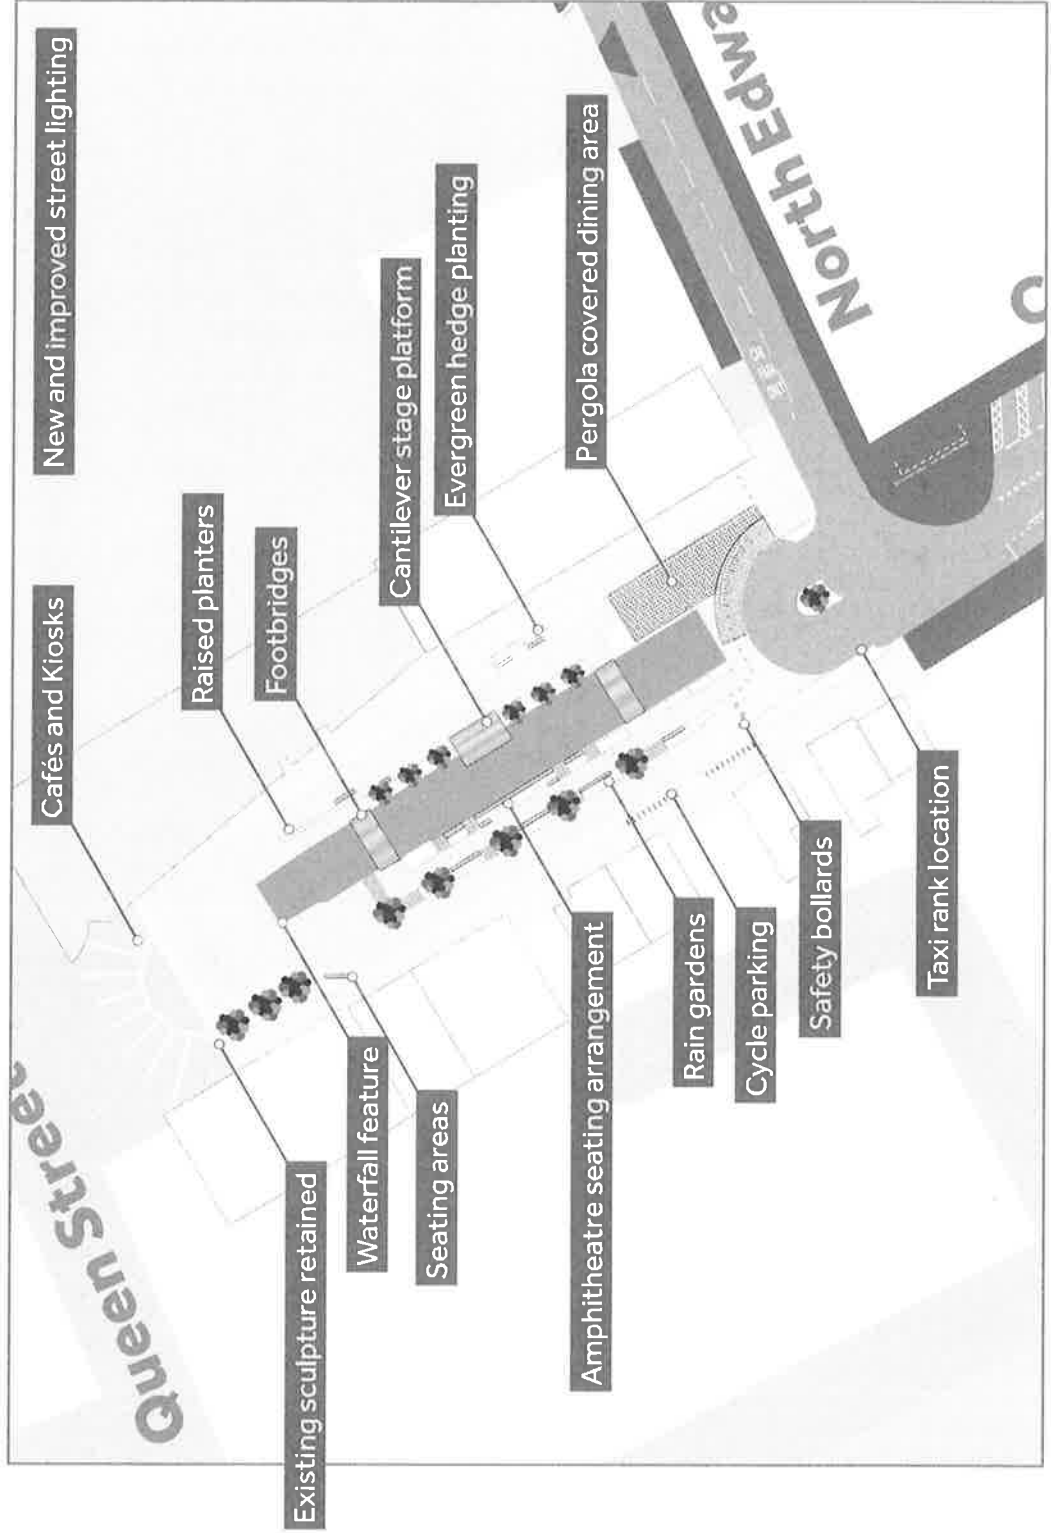 New and improved street lighting
Cafés and Kiosks
Raised planters
Footbridges
Cantilever stage platform
Evergreen hedge planting
Pergola covered dining area
Queen Stree
North Edwa
Existing sculpture retained
Waterfall feature
Seating areas
Amphitheatre seating arrangement
Rain gardens
Cycle parking
Safety bollards
Taxi rank location